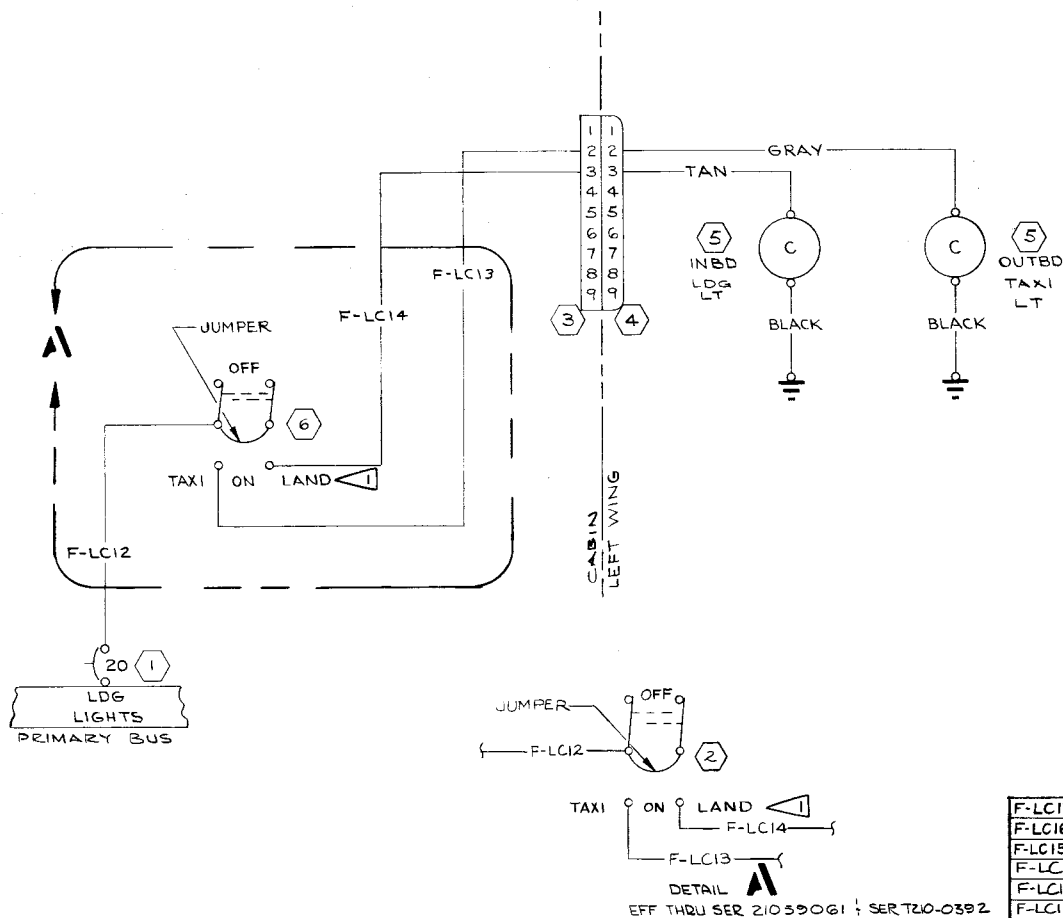 1 1
2 2
3 3
4 4
5 5
6 6
7 7
8 8
9 9
3
4
GRAY
TAN
5
INBD
LDG
LT
C
BLACK
C
BLACK
5
OUTBD
TAXI
LT
A
F-LC13
F-LC14
JUMPER
OFF
6
TAXI ON LAND 1
F-LC12
CABIN
LEFT WING
20 1
LDG
LIGHTS
PRIMARY BUS
JUMPER
OFF
F-LC12
2
TAXI ON LAND 1
F-LC14
F-LC13
DETAIL A
EFF THRU SER 21059061 & SER T210-0392
F-LC1
F-LC16
F-LC15
F-LC
F-LC1
F-LC1